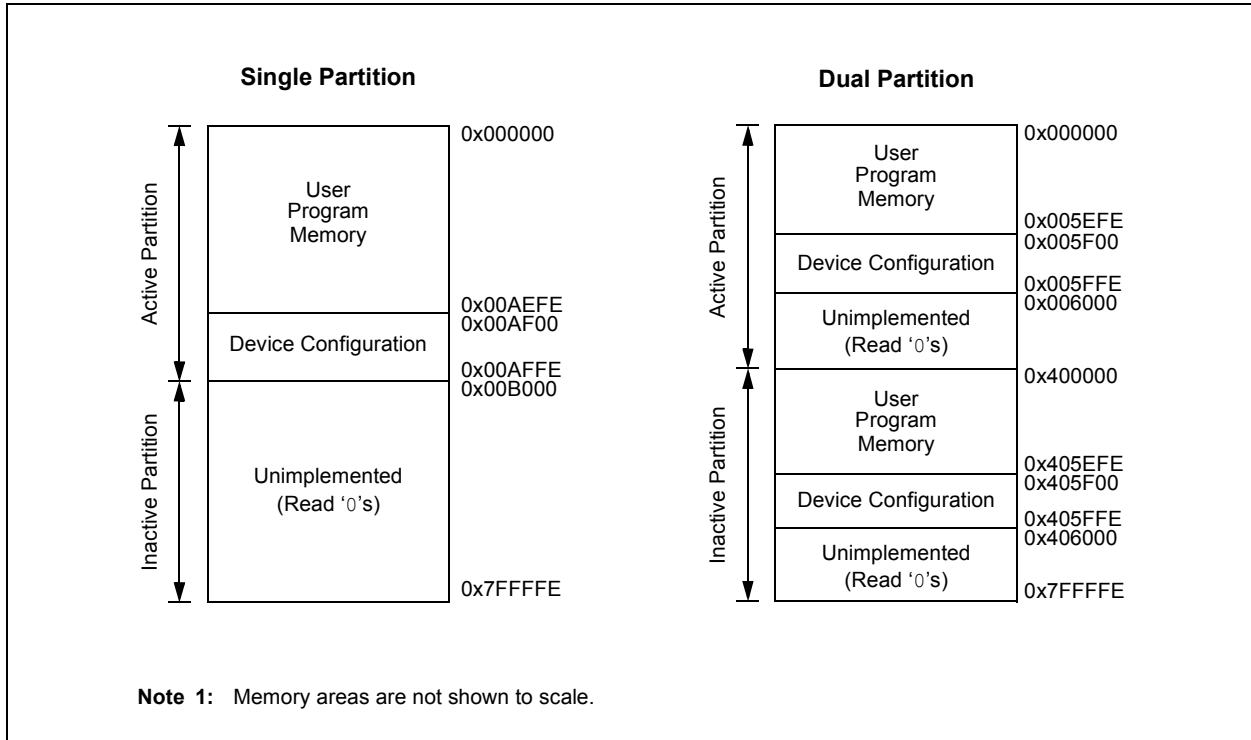 Single Partition
Active Partition
Inactive Partition
User
Program
Memory
Device Configuration
Unimplemented
(Read ‘0’s)
0x000000
0x00AEFE
0x00AF00
0x00AFFE
0x00B000
0x7FFFFE
Dual Partition
Active Partition
Inactive Partition
User
Program
Memory
Device Configuration
Unimplemented
(Read ‘0’s)
User
Program
Memory
Device Configuration
Unimplemented
(Read ‘0’s)
0x000000
0x005EFE
0x005F00
0x005FFE
0x006000
0x400000
0x405EFE
0x405F00
0x405FFE
0x406000
0x7FFFFE
Note 1: Memory areas are not shown to scale.